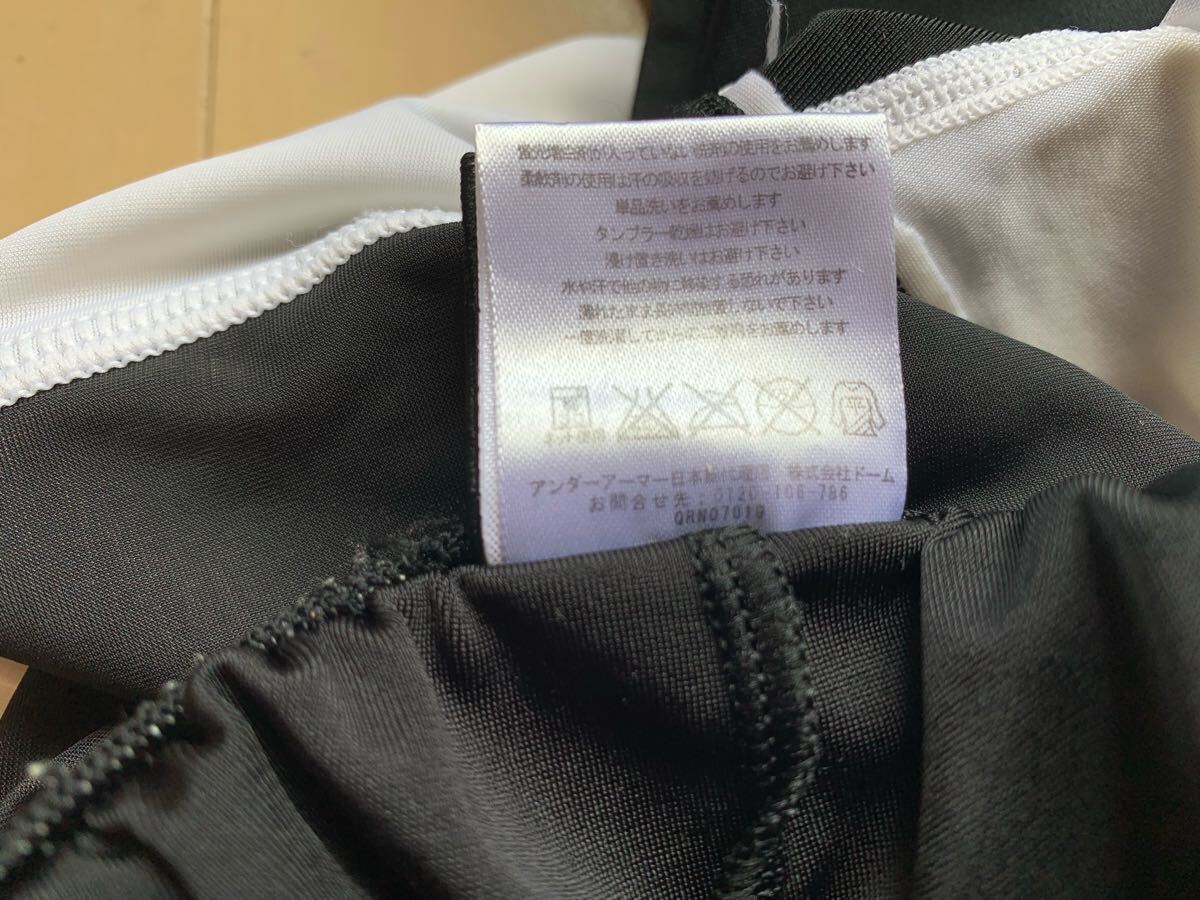 蛍光増白剤が入っていない洗剤の使用をお薦めします
柔軟剤の使用は汗の吸収を妨げるのでお避け下さい
単品洗いをお薦めします
タンブラー乾燥はお避け下さい
浸け置き洗いはお避け下さい
水や汗で他の物に移染する恐れがあります
濡れたまま長時間放置しないで下さい
一度洗濯してからのご着用をお薦めします
ネット使用
アンダーアーマー日本総代理店 株式会社ドーム
お問合せ先:0120-106-786
QRN07010